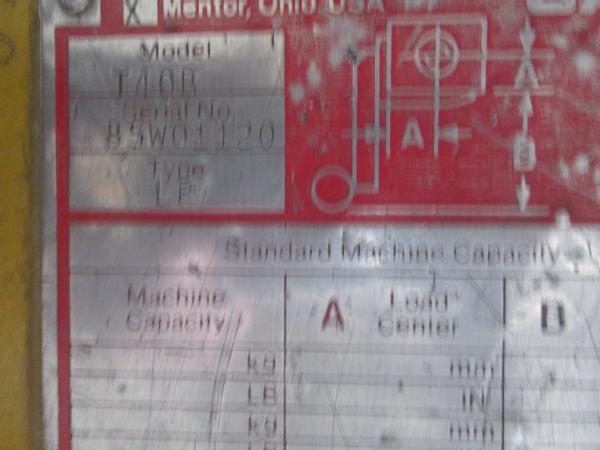 X Mentor, Ohio USA
Model
T40B
Serial No.
85W01120
Type
LP
A
A
B
Standard Machine Capacity
Machine Capacity
A
Load Center
B
kg
mm
LB
IN
kg
mm